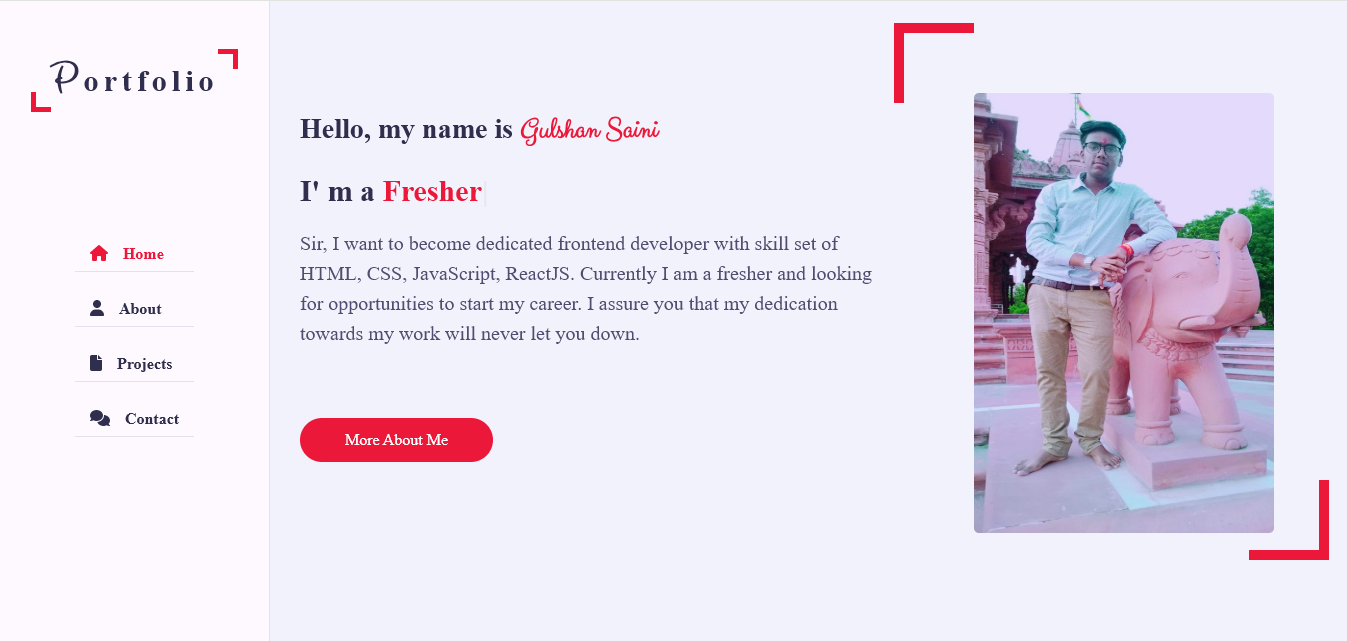 Portfolio
Home
About
Projects
Contact
Hello, my name is Gulshan Saini
I' m a Fresher
Sir, I want to become dedicated frontend developer with skill set of
HTML, CSS, JavaScript, ReactJS. Currently I am a fresher and looking
for opportunities to start my career. I assure you that my dedication
towards my work will never let you down.
More About Me